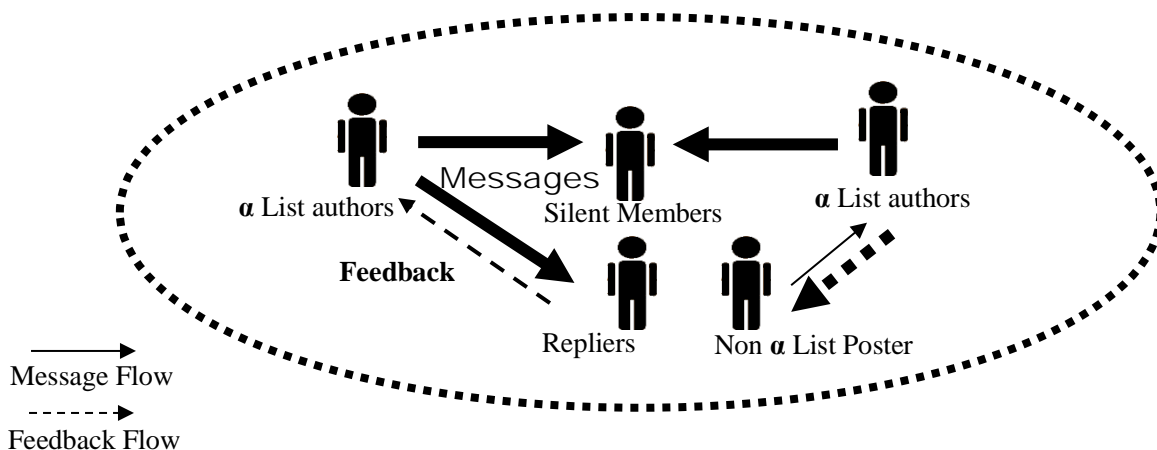 Messages
α List authors
Silent Members
α List authors
Feedback
Repliers
Non α List Poster
Message Flow
Feedback Flow